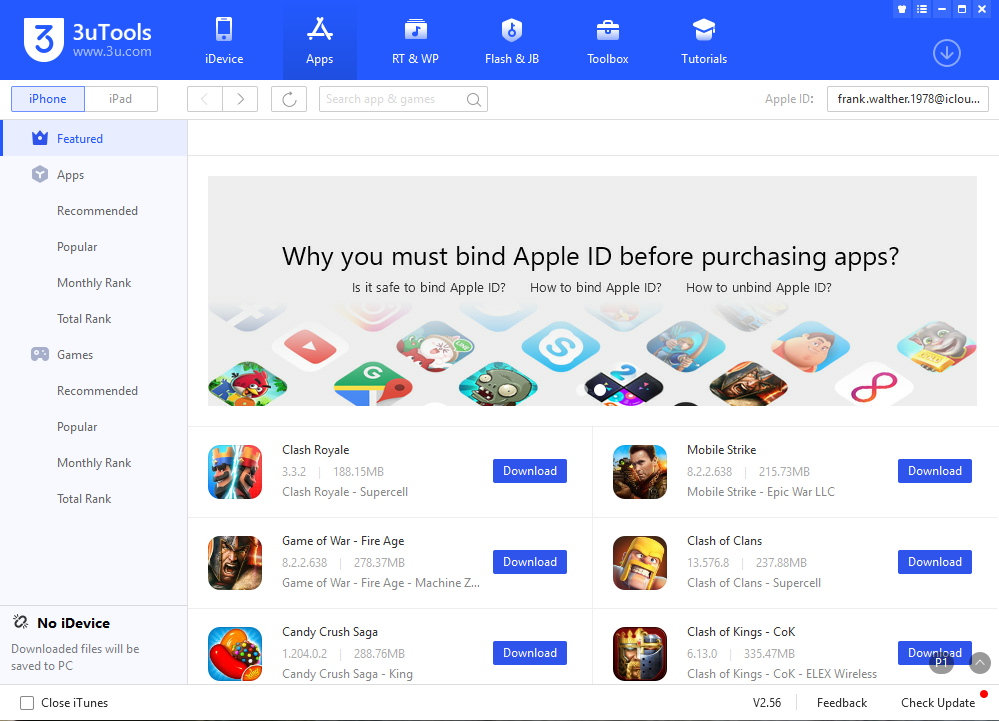 3
3uTools
www.3u.com
iDevice
Apps
RT & WP
Flash & JB
Toolbox
Tutorials
iPhone
iPad
Search app & games
Apple ID:
frank.walther.1978@iclou...
Featured
Apps
Recommended
Popular
Monthly Rank
Total Rank
Games
Recommended
Popular
Monthly Rank
Total Rank
Why you must bind Apple ID before purchasing apps?
Is it safe to bind Apple ID?
How to bind Apple ID?
How to unbind Apple ID?
S
G
2
Clash Royale
3.3.2 | 188.15MB
Clash Royale - Supercell
Download
Mobile Strike
8.2.2.638 | 215.73MB
Mobile Strike - Epic War LLC
Download
Game of War - Fire Age
8.2.2.638 | 278.37MB
Game of War - Fire Age - Machine Z...
Download
Clash of Clans
13.576.8 | 237.88MB
Clash of Clans - Supercell
Download
Candy Crush Saga
1.204.0.2 | 288.76MB
Candy Crush Saga - King
Download
Clash of Kings - CoK
6.13.0 | 335.47MB
Clash of Kings - CoK - ELEX Wireless
Download
P1
No iDevice
Downloaded files will be
saved to PC
Close iTunes
V2.56
Feedback
Check Update